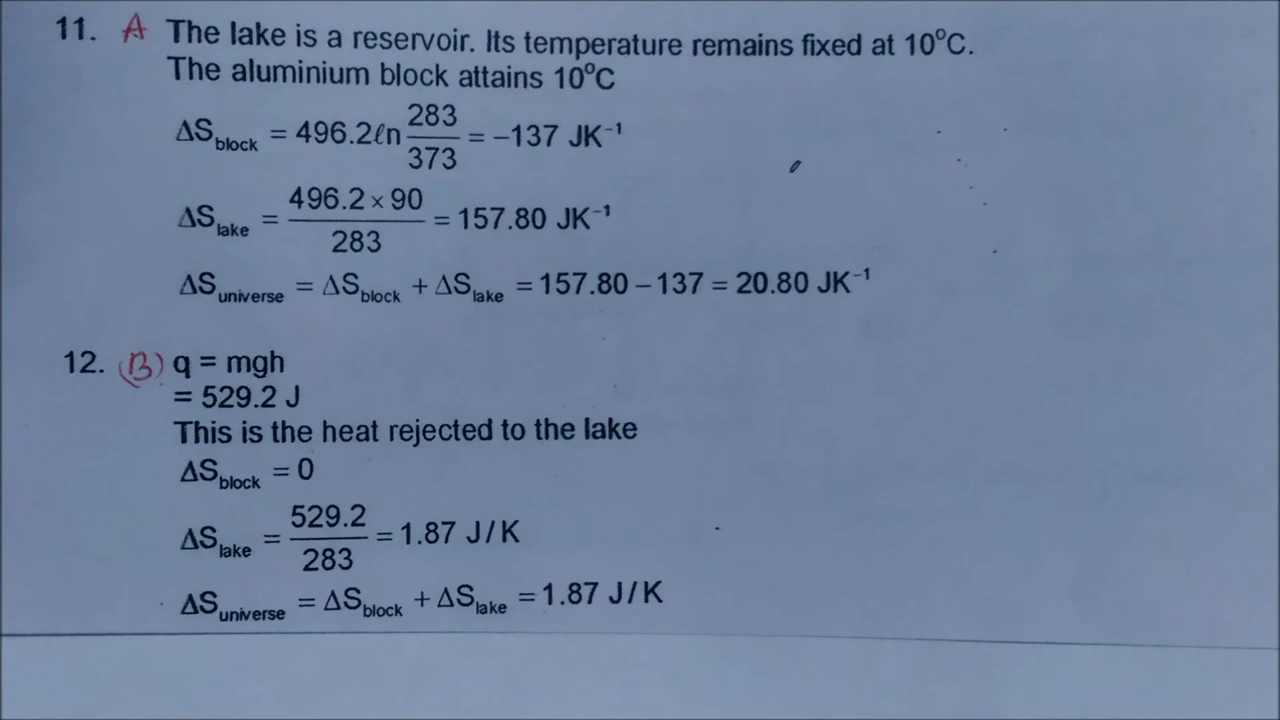 11. A The lake is a reservoir. Its temperature remains fixed at 10°C.
The aluminium block attains 10°C
ΔS_block = 496.2ℓn 283/373 = −137 JK⁻¹
ΔS_lake = 496.2 × 90/283 = 157.80 JK⁻¹
ΔS_universe = ΔS_block + ΔS_lake = 157.80 − 137 = 20.80 JK⁻¹
12. (B) q = mgh
= 529.2 J
This is the heat rejected to the lake
ΔS_block = 0
ΔS_lake = 529.2/283 = 1.87 J/K
ΔS_universe = ΔS_block + ΔS_lake = 1.87 J/K